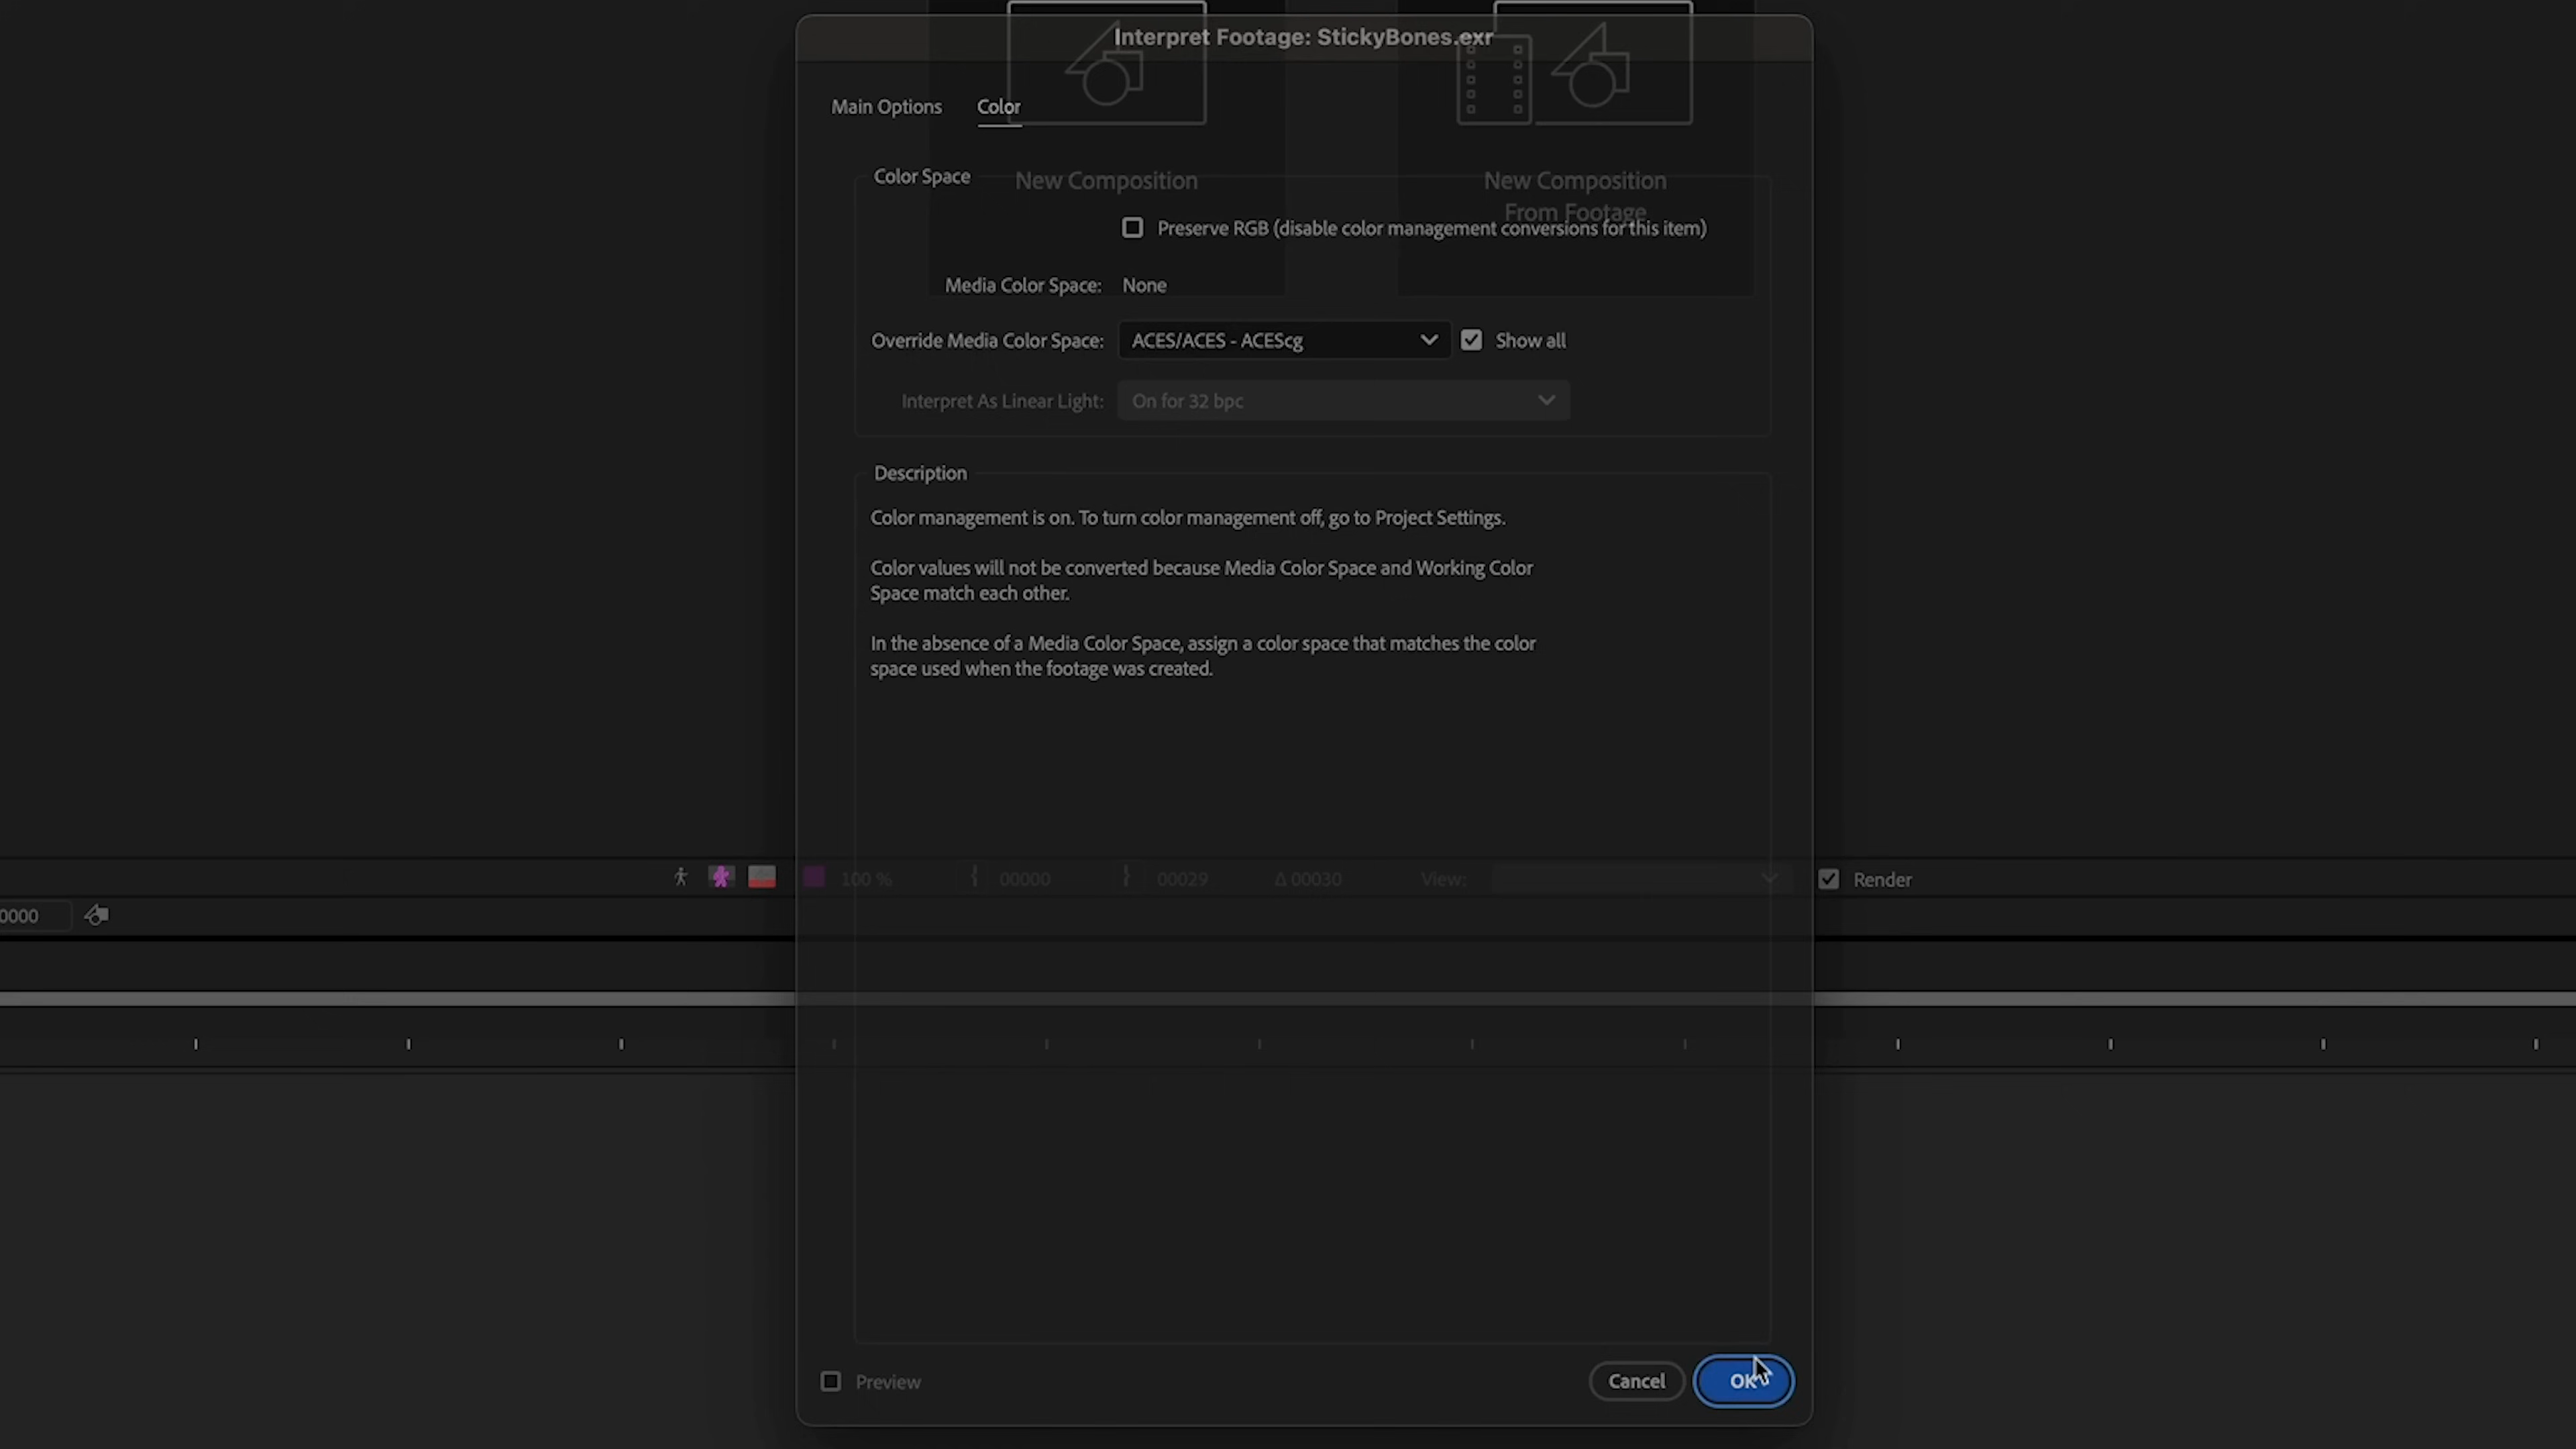 Interpret Footage: StickyBones.exr
Main Options
Color
Color Space
New Composition
New Composition
From Footage
Preserve RGB (disable color management conversions for this item)
Media Color Space: None
Override Media Color Space: ACES/ACES - ACEScg
Show all
Interpret As Linear Light: On for 32 bpc
Description
Color management is on. To turn color management off, go to Project Settings.
Color values will not be converted because Media Color Space and Working Color
Space match each other.
In the absence of a Media Color Space, assign a color space that matches the color
space used when the footage was created.
100 %
00000
00029
Δ 00030
View:
Render
0000
Preview
Cancel
OK